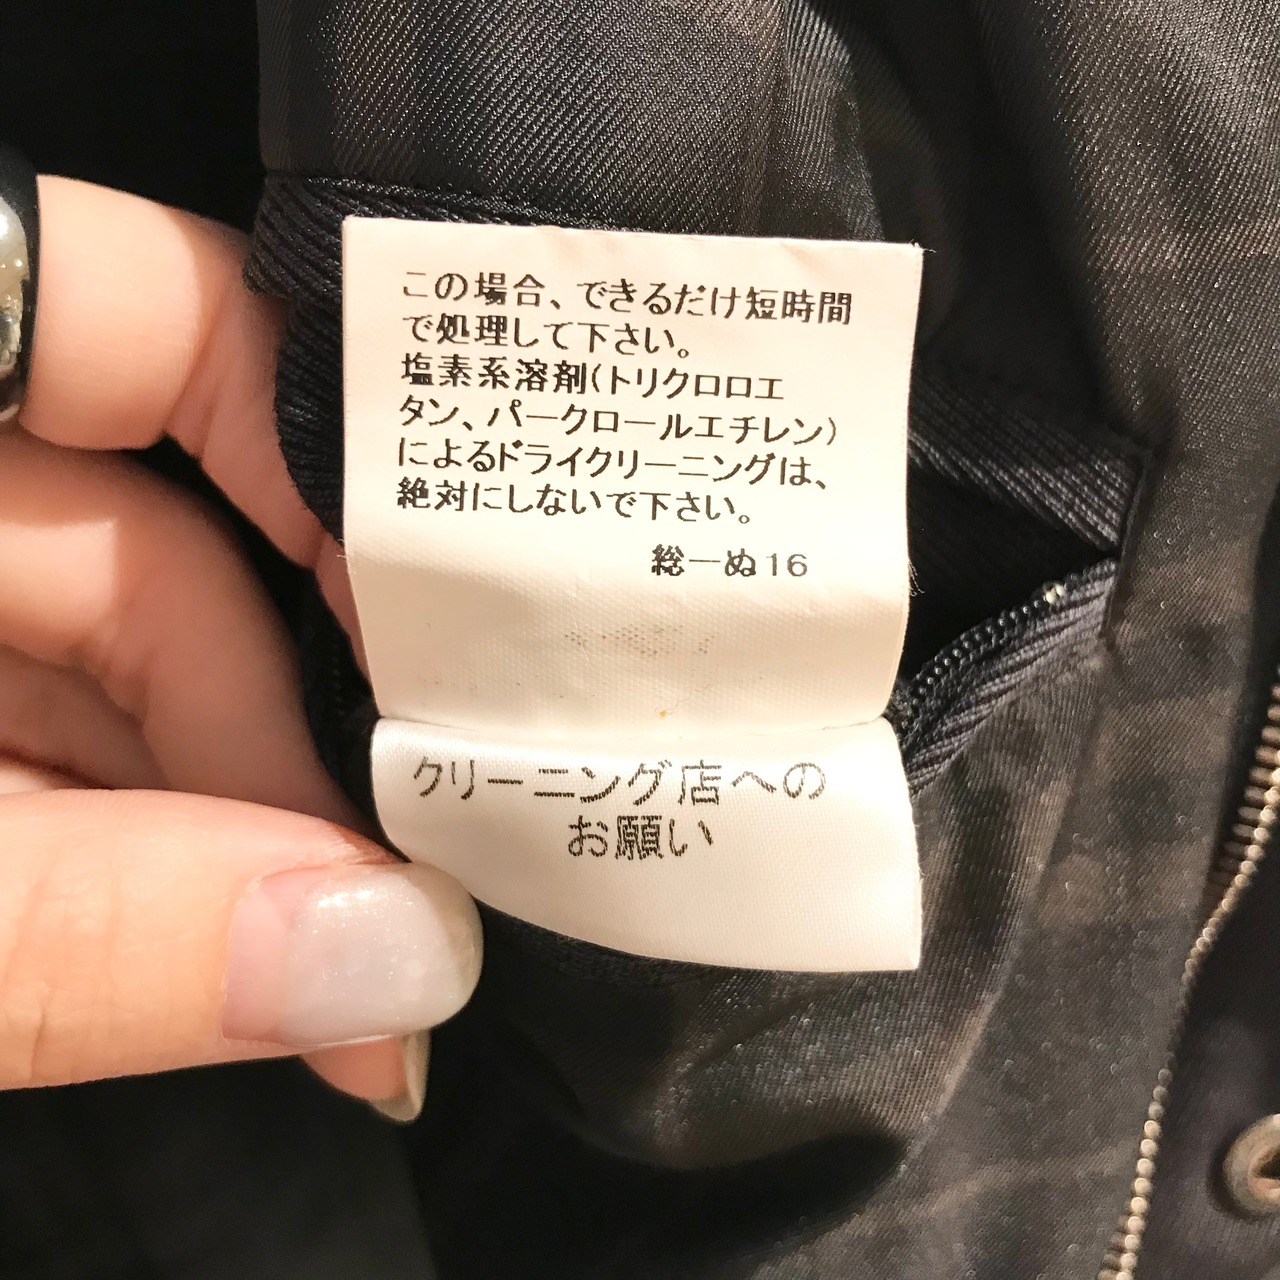 この場合、できるだけ短時間
で処理して下さい。
塩素系溶剤(トリクロロエ
タン、パークロールエチレン)
によるドライクリーニングは、
絶対にしないで下さい。
総一ぬ16
クリーニング店への
お願い